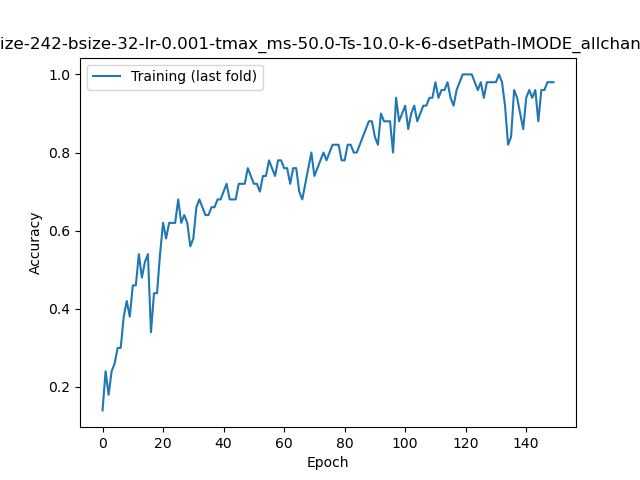 ize-242-bsize-32-lr-0.001-tmax_ms-50.0-Ts-10.0-k-6-dsetPath-IMODE_allchan
Training (last fold)
1.0
0.8
0.6
0.4
0.2
Accuracy
0 20 40 60 80 100 120 140
Epoch